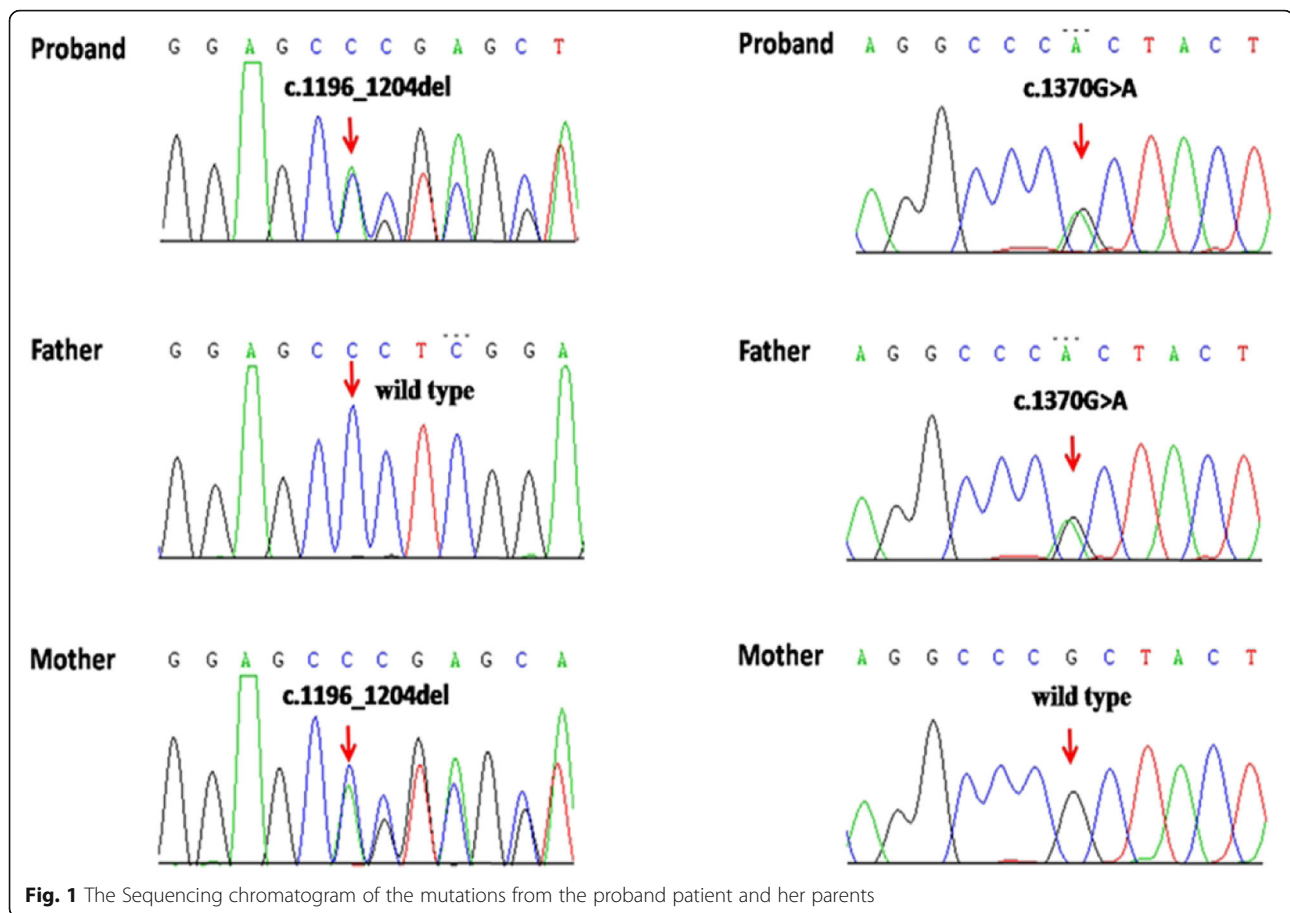 Proband G G A G C C C G A G C T
c.1196_1204del
Proband A G G C C C A C T A C T
c.1370G>A
Father G G A G C C C T C G G A
wild type
Father A G G C C C A C T A C T
c.1370G>A
Mother G G A G C C C G A G C A
c.1196_1204del
Mother A G G C C C G C T A C T
wild type
Fig. 1 The Sequencing chromatogram of the mutations from the proband patient and her parents